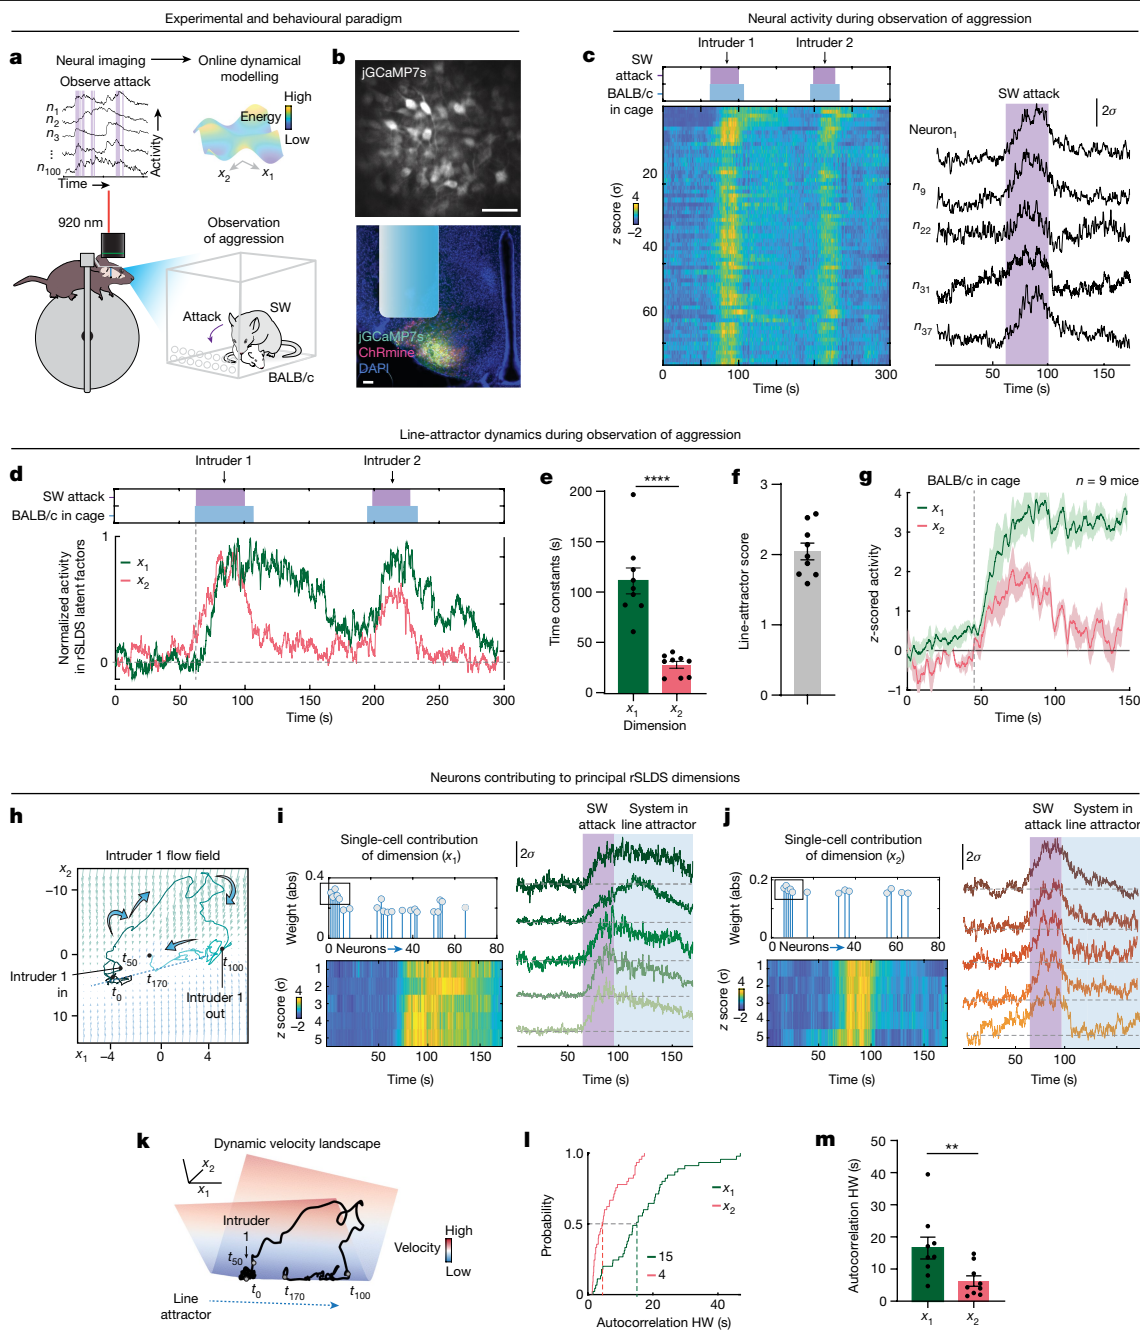 Experimental and behavioural paradigm
Neural activity during observation of aggression
a
Neural imaging
Online dynamical
modelling
Observe attack
n1
n2
n3
⋮
n100
Activity
Time
Energy
High
Low
x2
x1
920 nm
Observation
of aggression
Attack
SW
BALB/c
b
jGCaMP7s
jGCaMP7s
ChRmine
DAPI
c
Intruder 1
Intruder 2
SW
attack
BALB/c
in cage
20
40
60
z score (σ)
4
−2
0
100
200
300
Time (s)
SW attack
2σ
Neuron1
n9
n22
n31
n37
50
100
150
Time (s)
Line-attractor dynamics during observation of aggression
d
Intruder 1
Intruder 2
SW attack
BALB/c in cage
Normalized activity
in rSLDS latent factors
1
0
x1
x2
0
50
100
150
200
250
300
Time (s)
e
****
Time constants (s)
200
150
100
50
0
x1
x2
Dimension
f
Line-attractor score
3
2
1
0
g
BALB/c in cage
n = 9 mice
x1
x2
z-scored activity
4
3
2
1
0
−1
0
50
100
150
Time (s)
Neurons contributing to principal rSLDS dimensions
h
x2
Intruder 1 flow field
−10
0
10
t50
t0
t170
t100
Intruder 1
in
Intruder 1
out
x1
−4
0
4
i
Single-cell contribution
of dimension (x1)
Weight (abs)
0.4
0
0
Neurons
40
60
80
z score (σ)
4
−2
1
2
3
4
5
50
100
150
Time (s)
SW
attack
System in
line attractor
2σ
50
100
150
Time (s)
j
Single-cell contribution
of dimension (x2)
Weight (abs)
0.2
0
0
Neurons
40
60
80
z score (σ)
4
−2
1
2
3
4
5
50
100
150
Time (s)
SW
attack
System in
line attractor
2σ
50
100
150
Time (s)
k
Dynamic velocity landscape
x2
x1
Intruder
1
t50
t0
t170
t100
Line
attractor
Velocity
High
Low
l
Probability
1.0
0.5
0
x1
x2
15
4
0
20
40
Autocorrelation HW (s)
m
**
Autocorrelation HW (s)
50
40
30
20
10
0
x1
x2